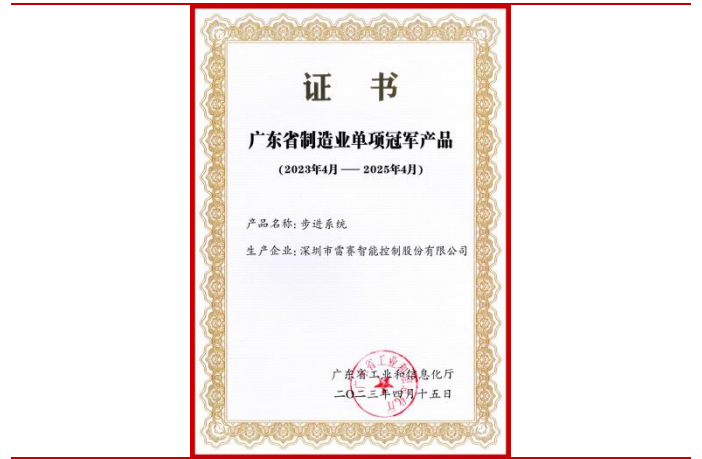 证 书
广东省制造业单项冠军产品
(2023年4月——2025年4月)
产品名称:步进系统
生产企业:深圳市雷赛智能控制股份有限公司
广东省工业和信息化厅
二〇二三年四月十五日